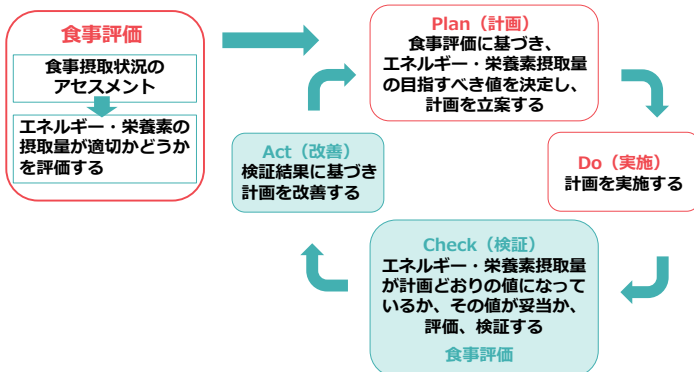 食事評価
食事摂取状況の
アセスメント
エネルギー・栄養素の
摂取量が適切かどうか
を評価する
Plan（計画）
食事評価に基づき、
エネルギー・栄養素摂取量
の目指すべき値を決定し、
計画を立案する
Do（実施）
計画を実施する
Check（検証）
エネルギー・栄養素摂取量
が計画どおりの値になって
いるか、その値が妥当か、
評価、検証する
食事評価
Act（改善）
検証結果に基づき
計画を改善する